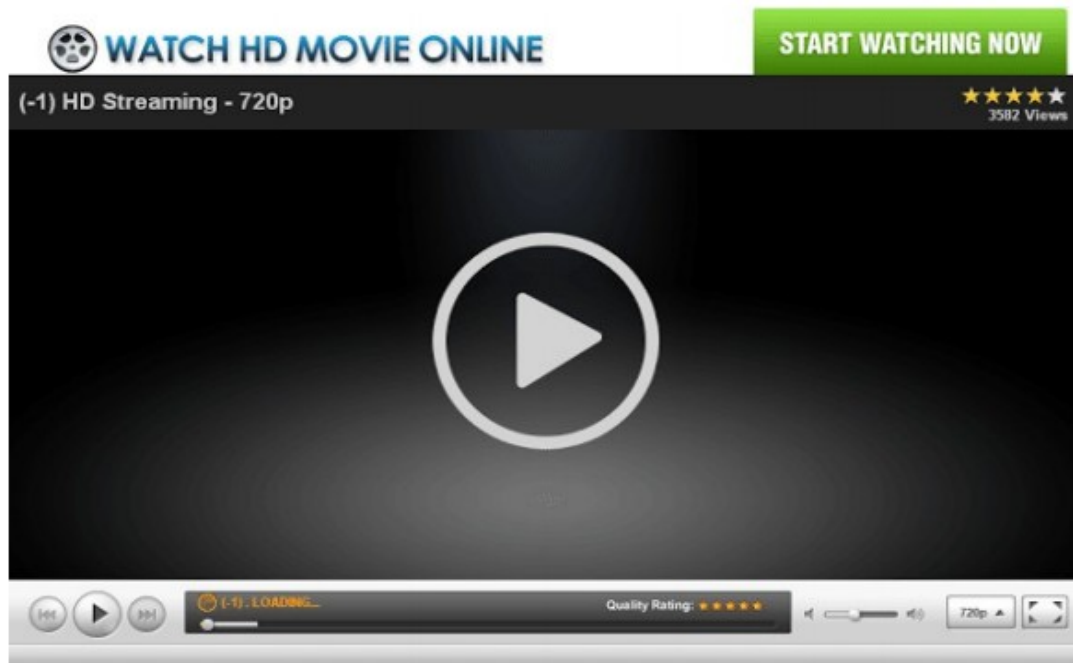 WATCH HD MOVIE ONLINE
START WATCHING NOW
(-1) HD Streaming - 720p
3582 Views
(-1) . LOADING...
Quality Rating:
720p